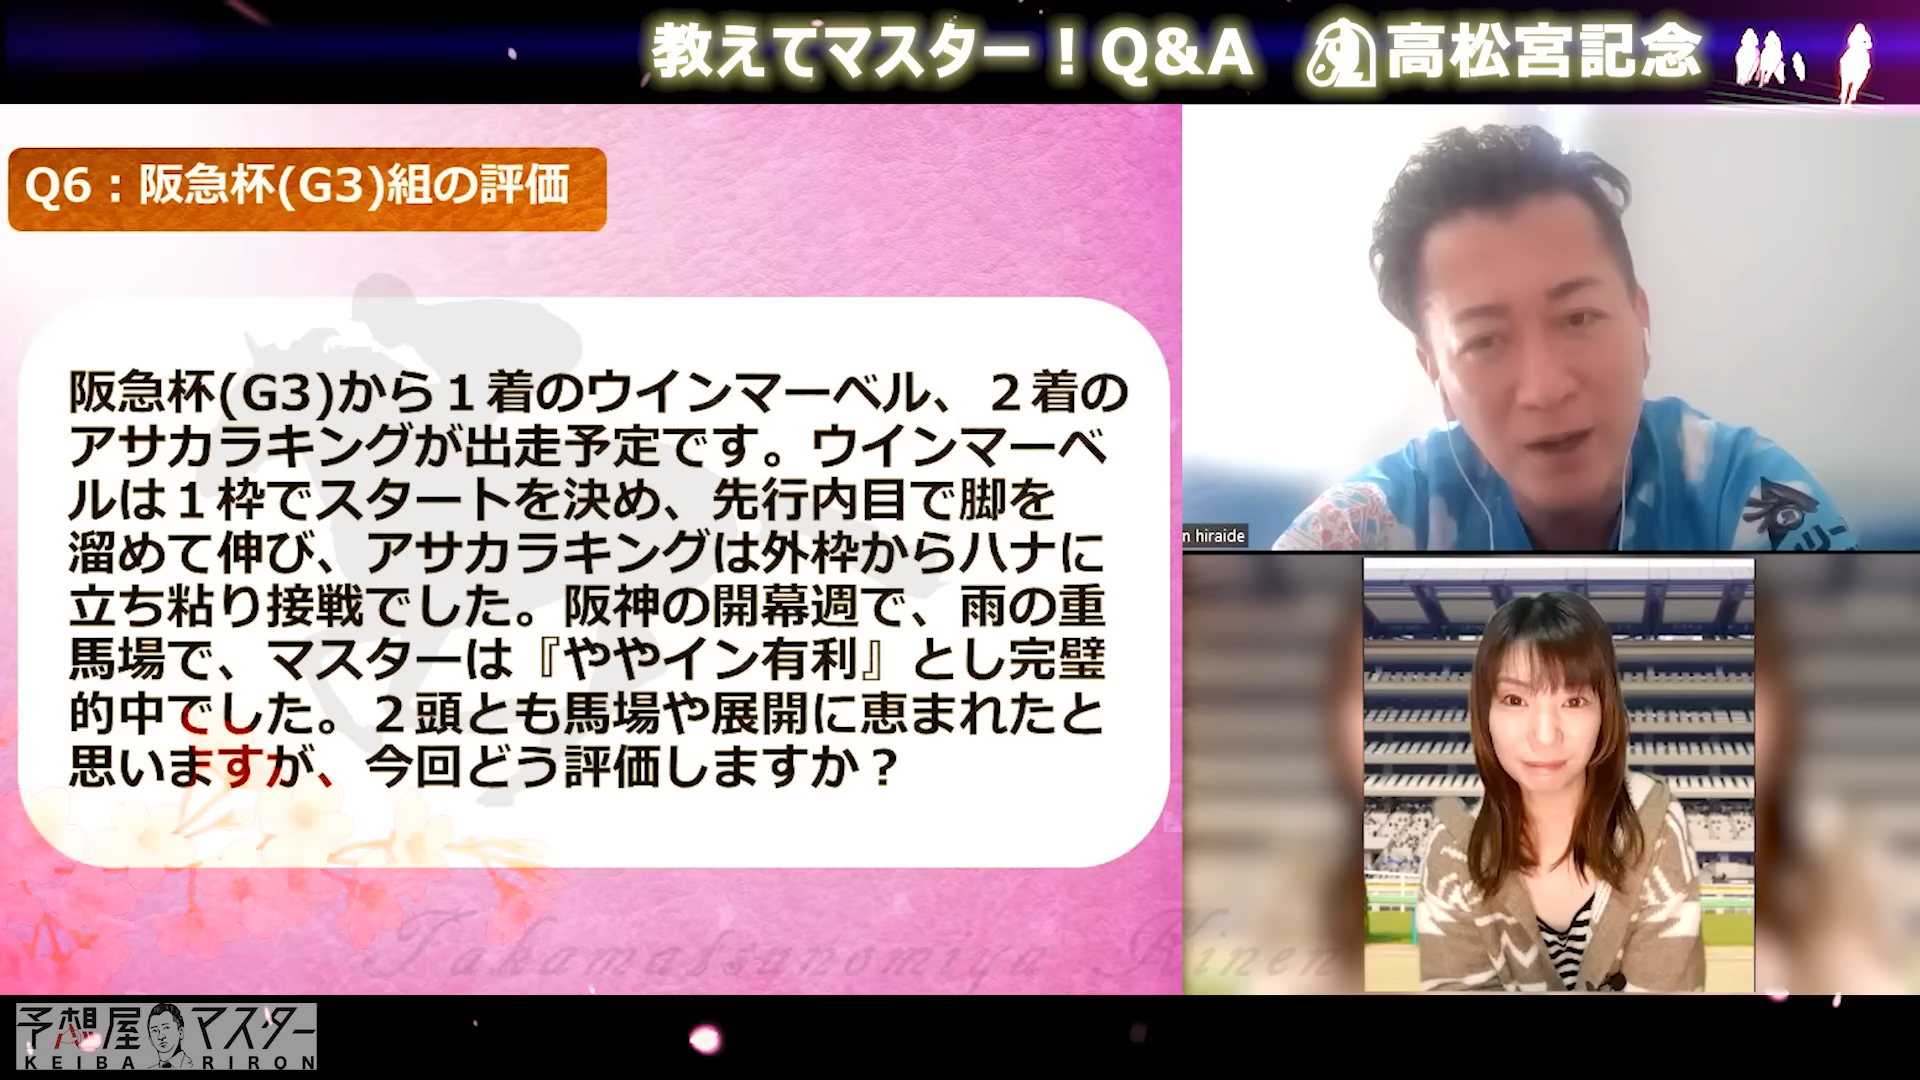 教えてマスター！Q&A 高松宮記念
Q6：阪急杯(G3)組の評価
阪急杯(G3)から１着のウインマーベル、２着の
アサカラキングが出走予定です。ウインマーベ
ルは１枠でスタートを決め、先行内目で脚を
溜めて伸び、アサカラキングは外枠からハナに
立ち粘り接戦でした。阪神の開幕週で、雨の重
馬場で、マスターは『ややイン有利』とし完璧
的中でした。２頭とも馬場や展開に恵まれたと
思いますが、今回どう評価しますか？
n hiraide
Takamassunomiya Kinen
予想屋マスター
KEIBA RIRON